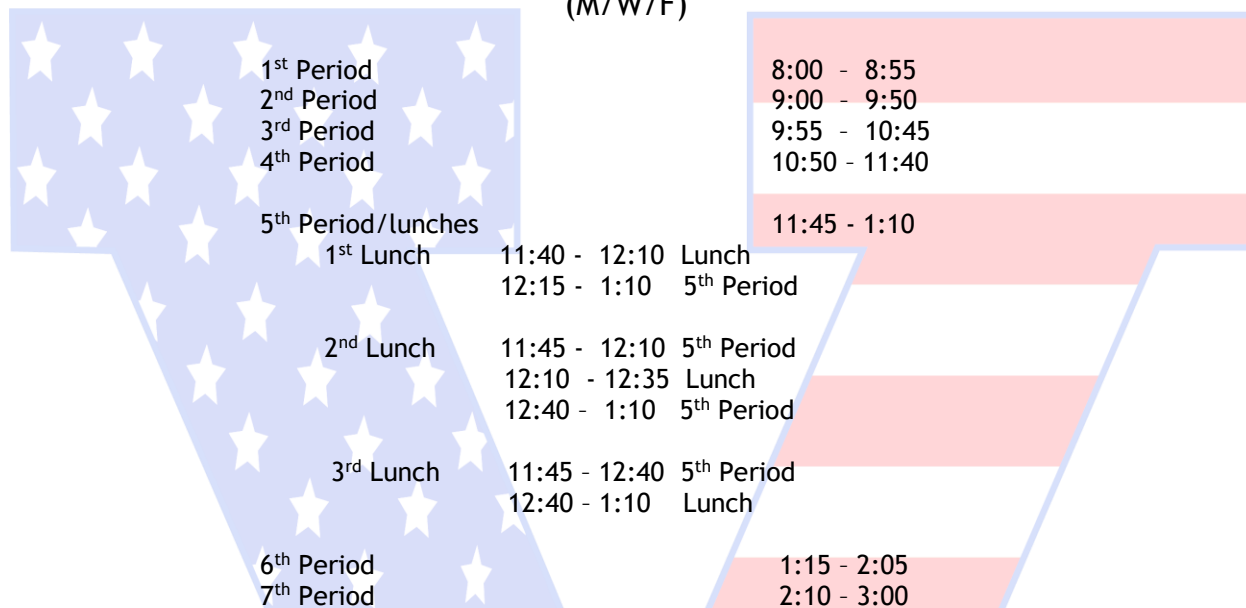 (M/W/F)
1st Period 8:00 – 8:55
2nd Period 9:00 – 9:50
3rd Period 9:55 – 10:45
4th Period 10:50 – 11:40
5th Period/lunches 11:45 - 1:10
1st Lunch 11:40 - 12:10 Lunch
12:15 - 1:10 5th Period
2nd Lunch 11:45 - 12:10 5th Period
12:10 - 12:35 Lunch
12:40 – 1:10 5th Period
3rd Lunch 11:45 – 12:40 5th Period
12:40 – 1:10 Lunch
6th Period 1:15 – 2:05
7th Period 2:10 – 3:00